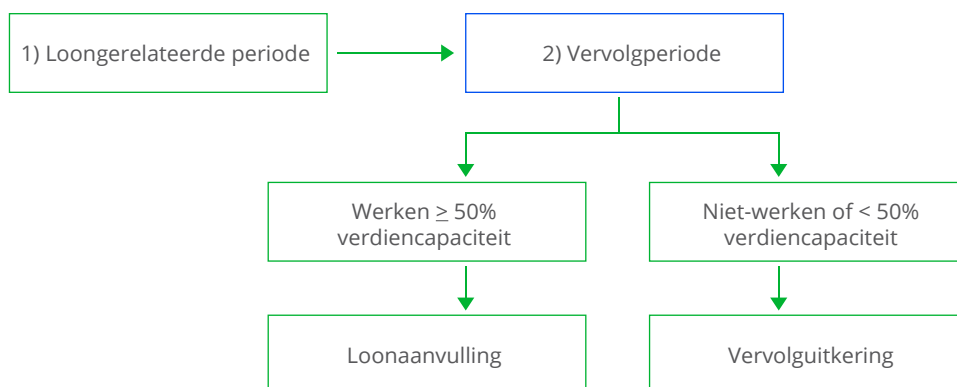 1) Loongerelateerde periode
2) Vervolgperiode
Werken ≥ 50%
verdiencapaciteit
Niet-werken of < 50%
verdiencapaciteit
Loonaanvulling
Vervolguitkering